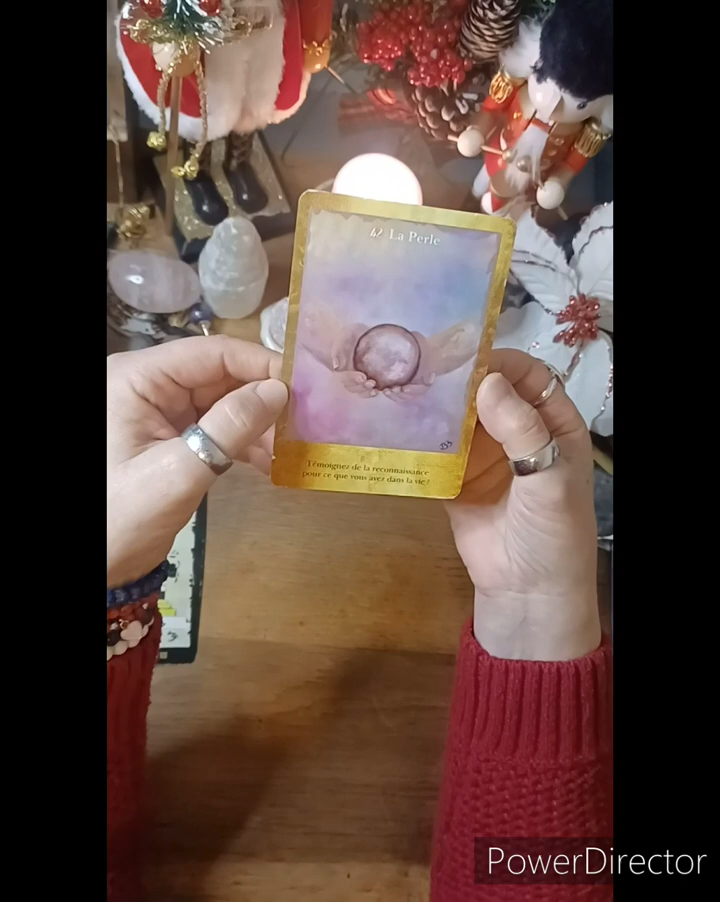 42 La Perle
Témoignez de la reconnaissance
pour ce que vous avez dans la vie !
PowerDirector